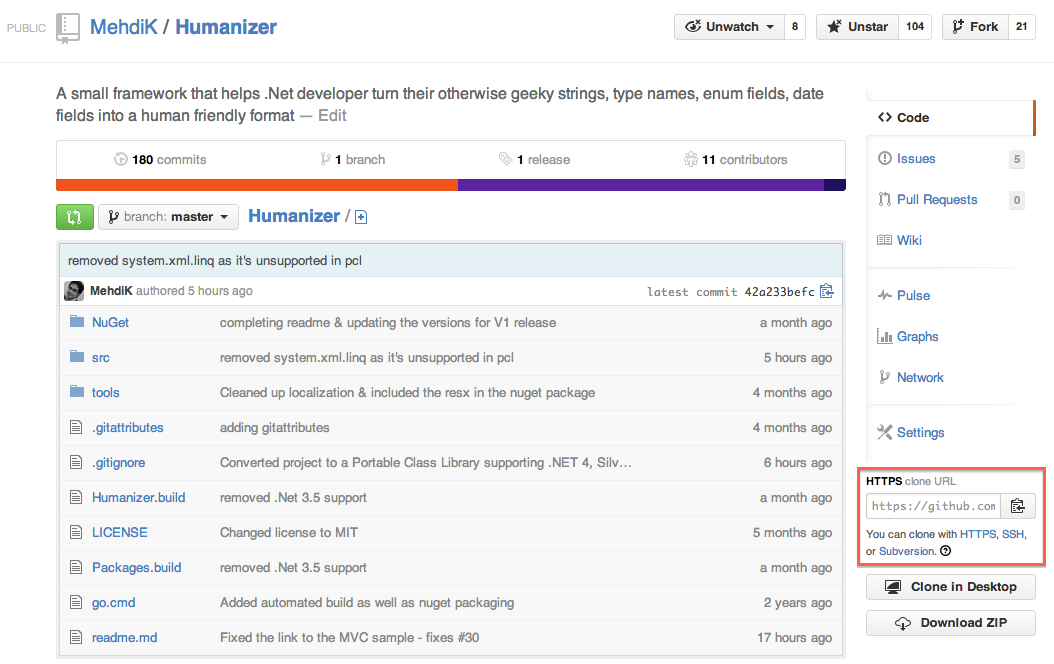 PUBLIC MehdiK / Humanizer Unwatch 8 Unstar 104 Fork 21
A small framework that helps .Net developer turn their otherwise geeky strings, type names, enum fields, date
fields into a human friendly format — Edit
180 commits 1 branch 1 release 11 contributors
branch: master Humanizer /
removed system.xml.linq as it's unsupported in pcl
MehdiK authored 5 hours ago latest commit 42a233befc
NuGet completing readme & updating the versions for V1 release a month ago
src removed system.xml.linq as it's unsupported in pcl 5 hours ago
tools Cleaned up localization & included the resx in the nuget package 4 months ago
.gitattributes adding gitattributes 4 months ago
.gitignore Converted project to a Portable Class Library supporting .NET 4, Silv… 6 hours ago
Humanizer.build removed .Net 3.5 support a month ago
LICENSE Changed license to MIT 5 months ago
Packages.build removed .Net 3.5 support a month ago
go.cmd Added automated build as well as nuget packaging 2 years ago
readme.md Fixed the link to the MVC sample - fixes #30 17 hours ago
Code
Issues 5
Pull Requests 0
Wiki
Pulse
Graphs
Network
Settings
HTTPS clone URL
https://github.com
You can clone with HTTPS, SSH,
or Subversion.
Clone in Desktop
Download ZIP